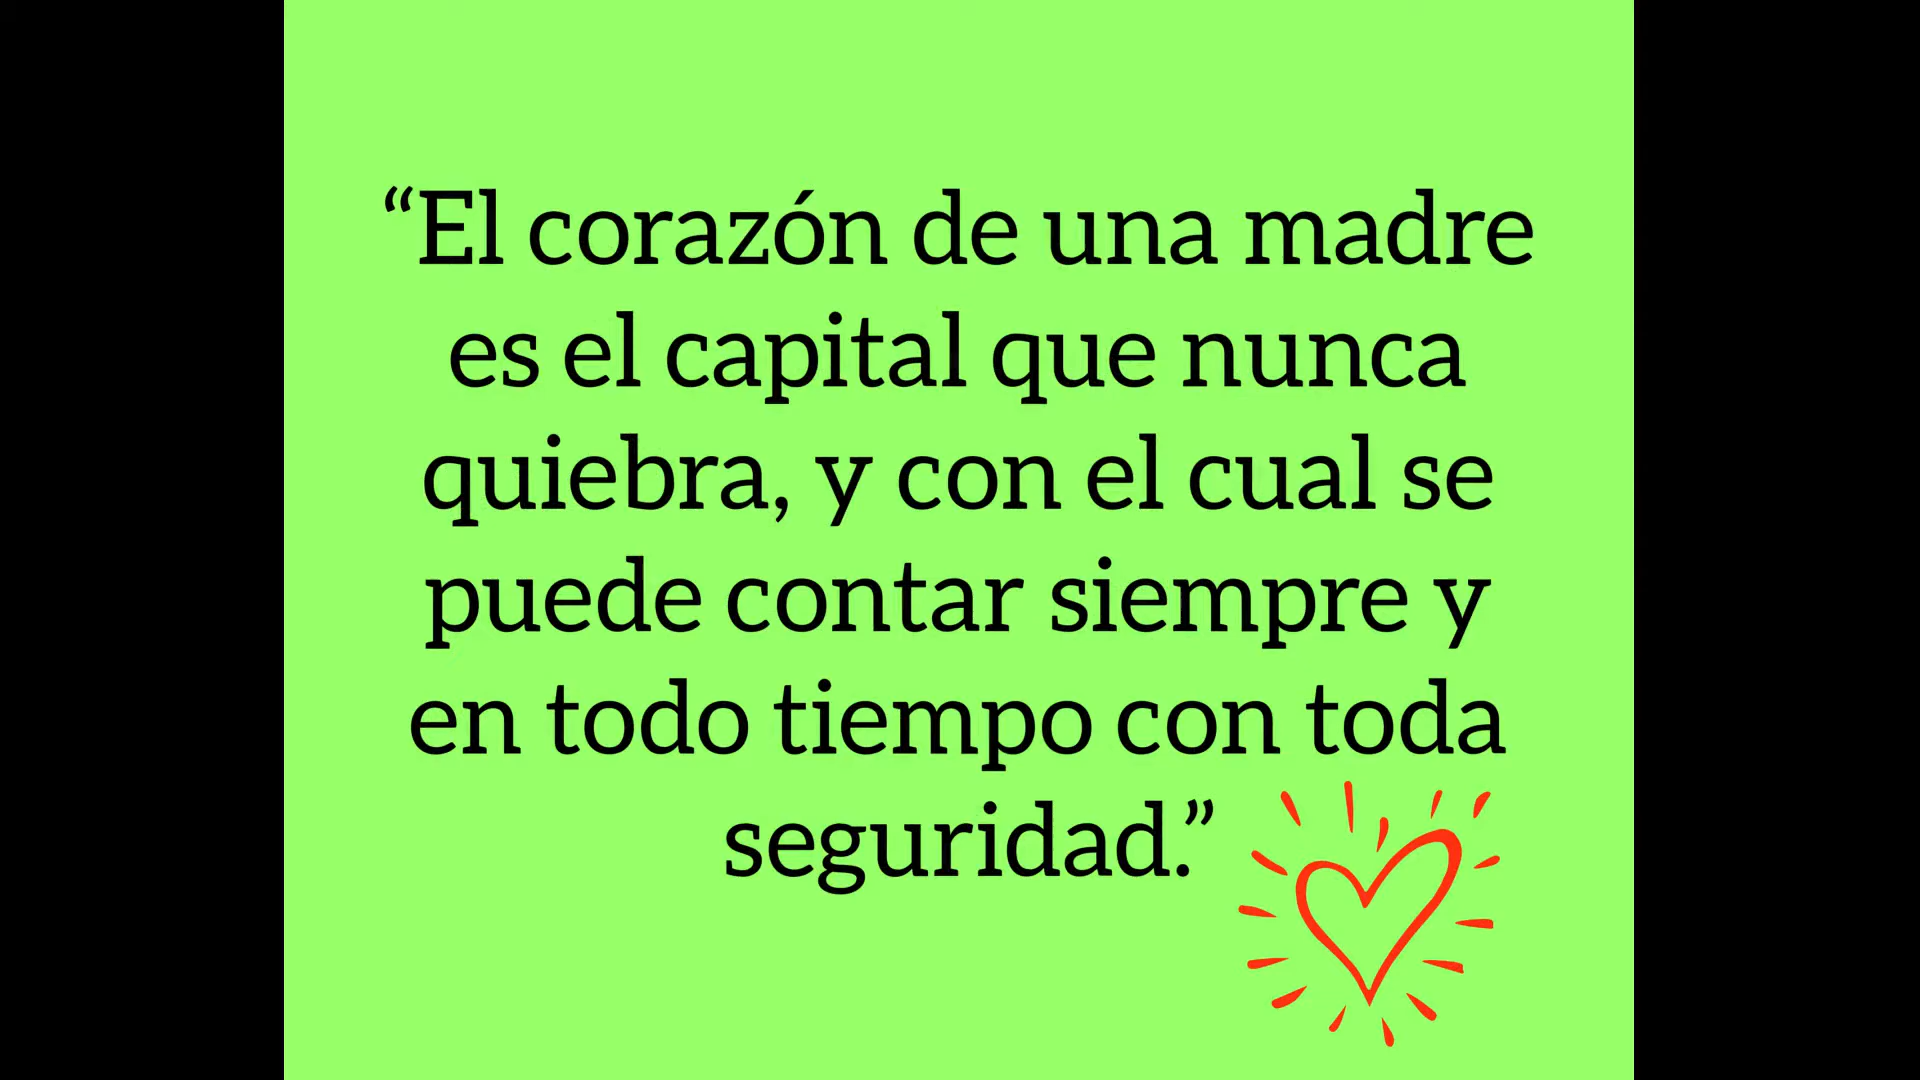 “El corazón de una madre
es el capital que nunca
quiebra, y con el cual se
puede contar siempre y
en todo tiempo con toda
seguridad.”